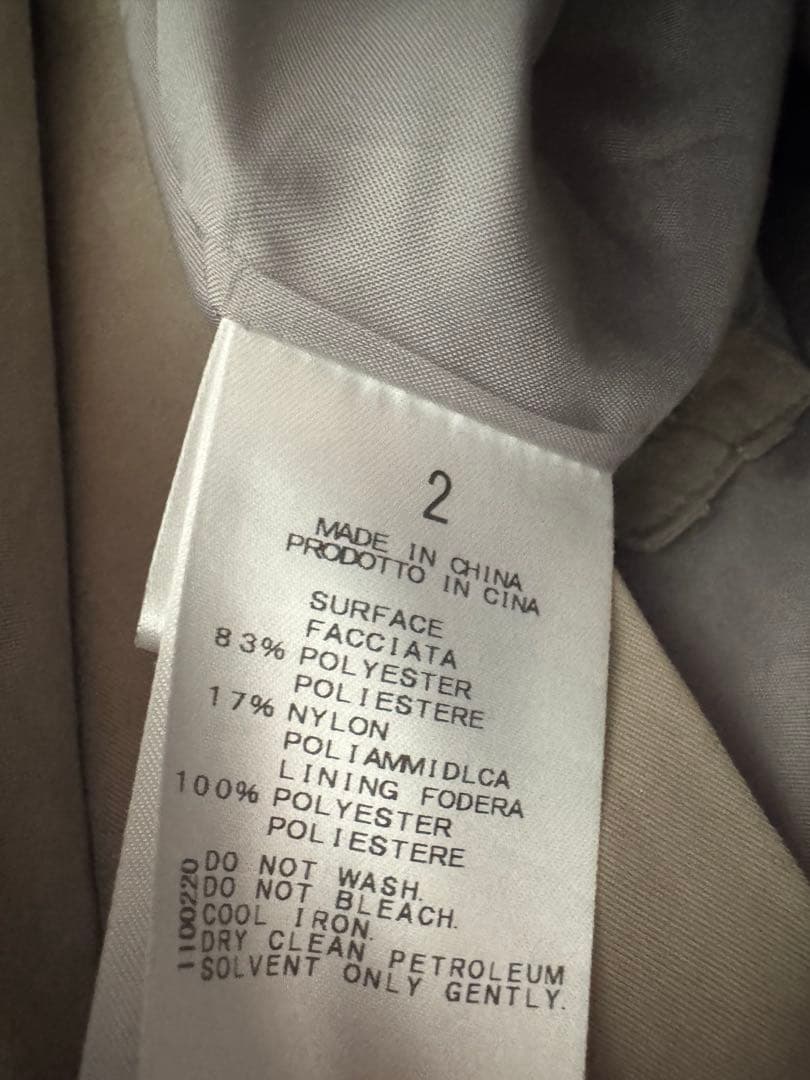 2
MADE IN CHINA
PRODOTTO IN CINA
SURFACE
FACCIATA
83% POLYESTER
POLIESTERE
17% NYLON
POLIAMMIDLCA
LINING FODERA
100% POLYESTER
POLIESTERE
DO NOT WASH.
DO NOT BLEACH.
COOL IRON.
DRY CLEAN PETROLEUM
SOLVENT ONLY GENTLY.
1100220